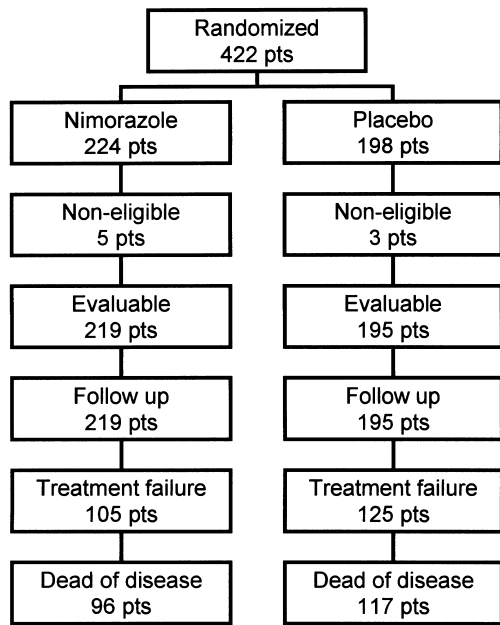 Randomized
422 pts
Nimorazole
224 pts
Placebo
198 pts
Non-eligible
5 pts
Non-eligible
3 pts
Evaluable
219 pts
Evaluable
195 pts
Follow up
219 pts
Follow up
195 pts
Treatment failure
105 pts
Treatment failure
125 pts
Dead of disease
96 pts
Dead of disease
117 pts